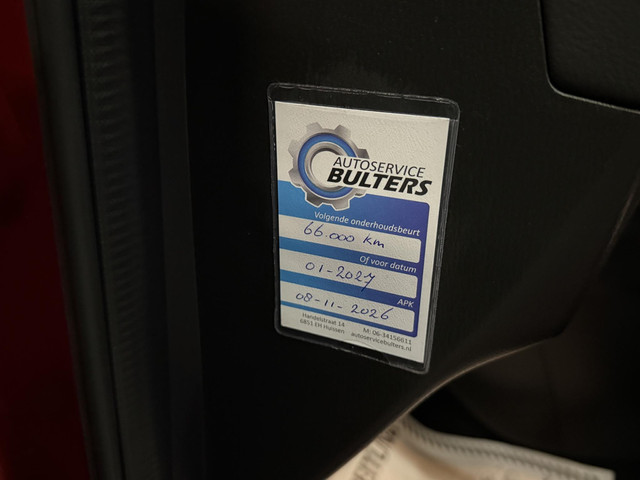 AUTOSERVICE
BULTERS
Volgende onderhoudsbeurt
66.000 km
Of voor datum
01-2027
APK
08-11-2026
Handelstraat 14
6851 EH Huissen
M: 06-34156611
autoservicebulters.nl